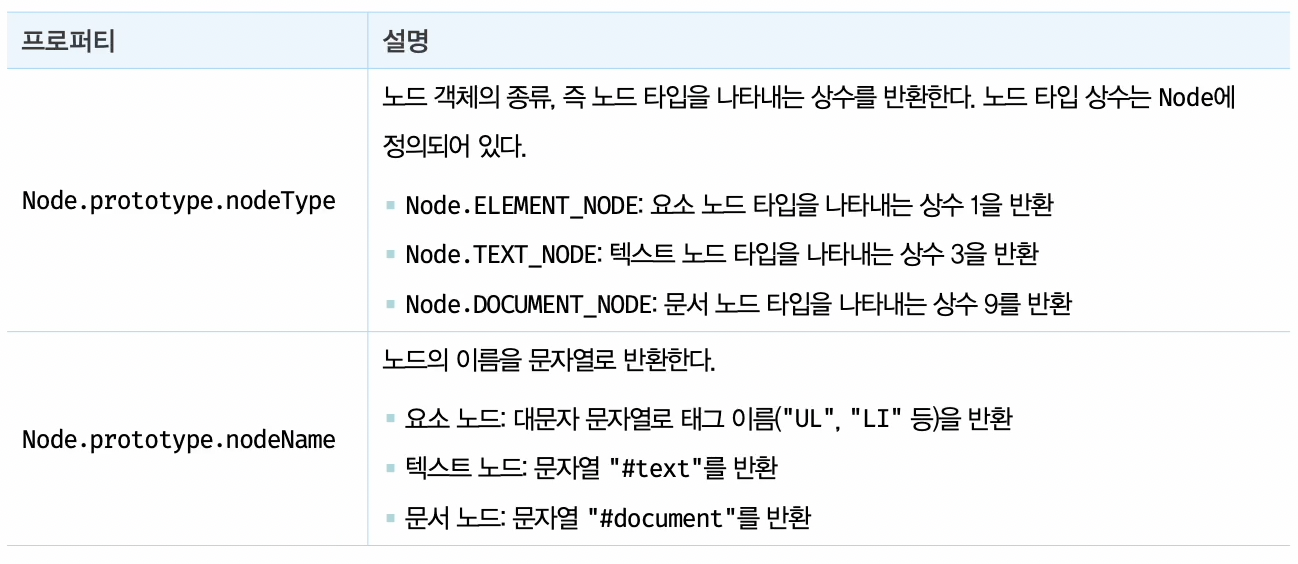 프로퍼티
설명
Node.prototype.nodeType
노드 객체의 종류, 즉 노드 타입을 나타내는 상수를 반환한다. 노드 타입 상수는 Node에
정의되어 있다.
▪ Node.ELEMENT_NODE: 요소 노드 타입을 나타내는 상수 1을 반환
▪ Node.TEXT_NODE: 텍스트 노드 타입을 나타내는 상수 3을 반환
▪ Node.DOCUMENT_NODE: 문서 노드 타입을 나타내는 상수 9를 반환
Node.prototype.nodeName
노드의 이름을 문자열로 반환한다.
▪ 요소 노드: 대문자 문자열로 태그 이름("UL", "LI" 등)을 반환
▪ 텍스트 노드: 문자열 "#text"를 반환
▪ 문서 노드: 문자열 "#document"를 반환